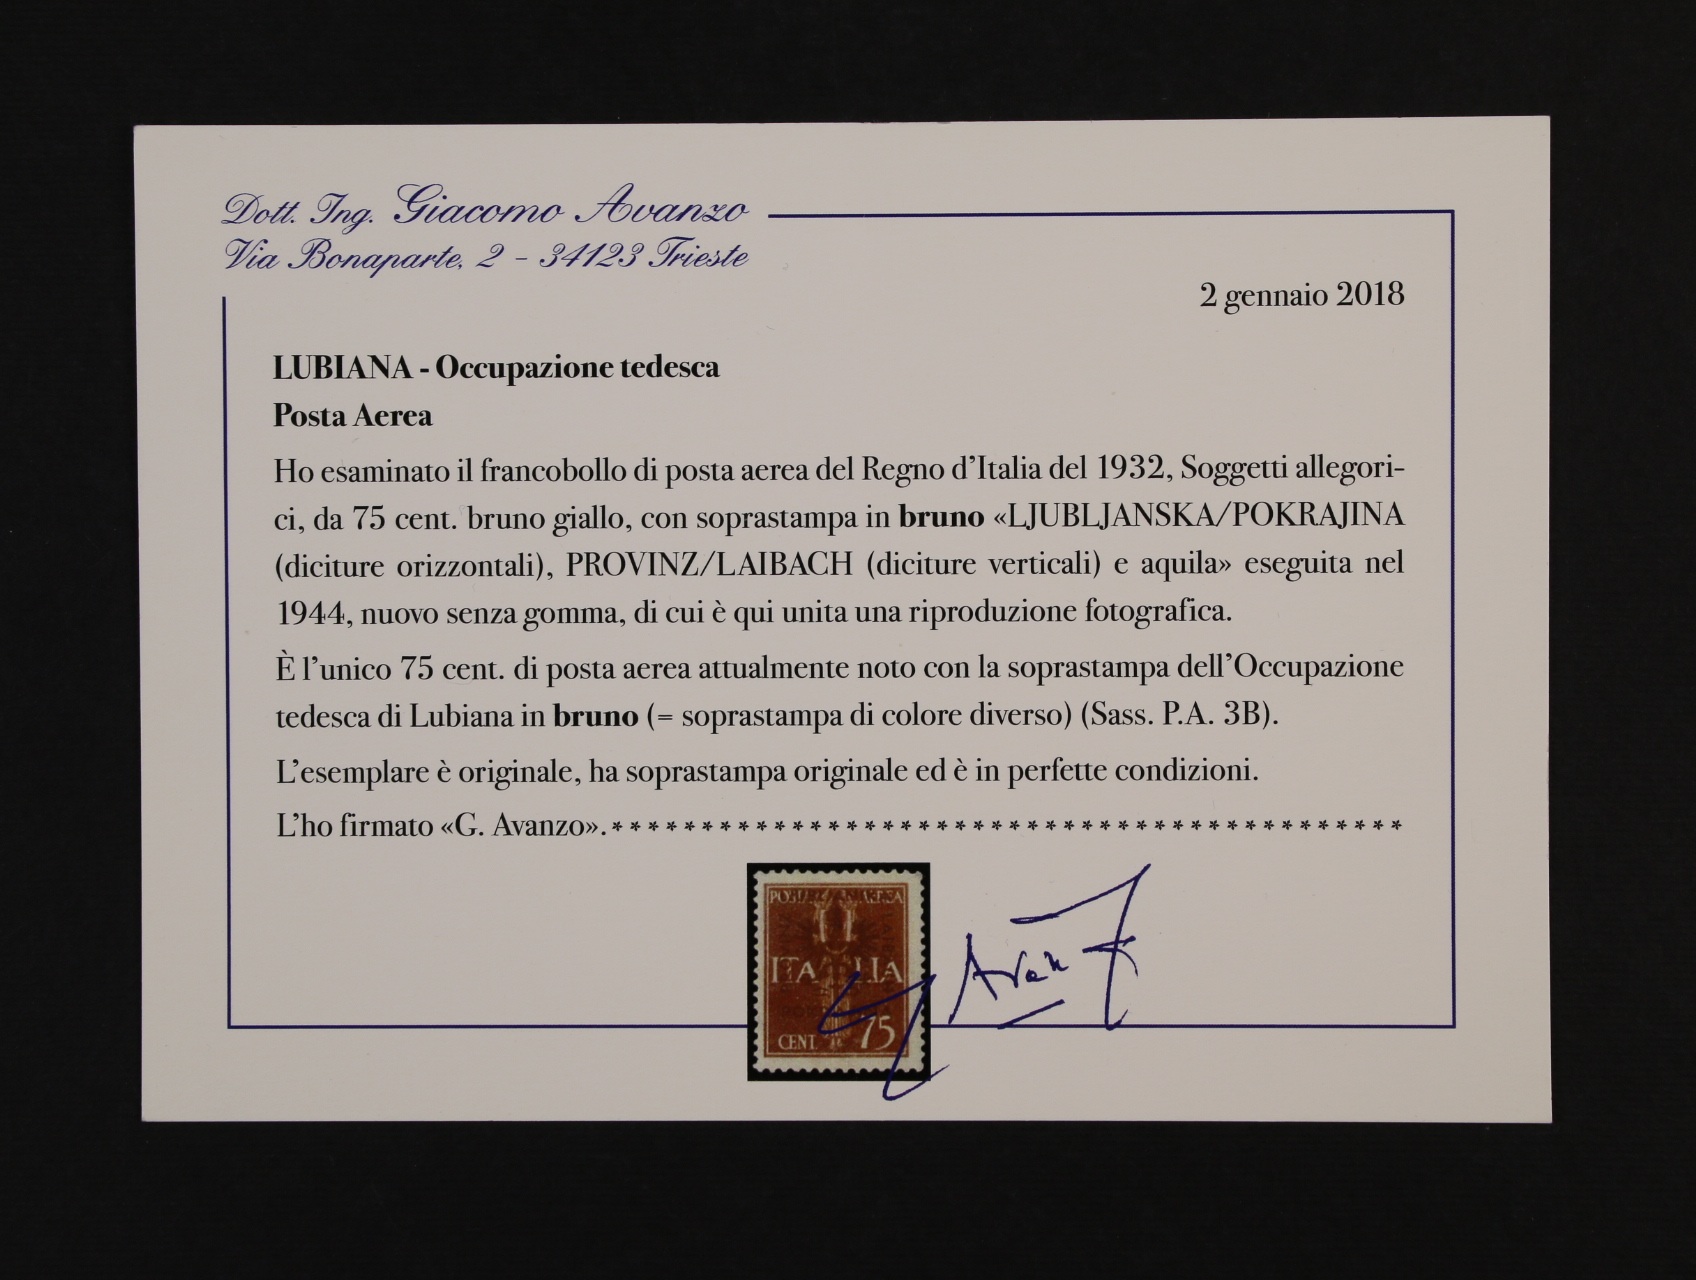 Dott. Ing. Giacomo Avanzo
Via Bonaparte, 2 - 34123 Trieste
2 gennaio 2018
LUBIANA - Occupazione tedesca
Posta Aerea
Ho esaminato il francobollo di posta aerea del Regno d'Italia del 1932, Soggetti allegori-
ci, da 75 cent. bruno giallo, con soprastampa in bruno «LJUBLJANSKA/POKRAJINA
(diciture orizzontali), PROVINZ/LAIBACH (diciture verticali) e aquila» eseguita nel
1944, nuovo senza gomma, di cui è qui unita una riproduzione fotografica.
È l'unico 75 cent. di posta aerea attualmente noto con la soprastampa dell'Occupazione
tedesca di Lubiana in bruno (= soprastampa di colore diverso) (Sass. P.A. 3B).
L'esemplare è originale, ha soprastampa originale ed è in perfette condizioni.
L'ho firmato «G. Avanzo». * * * * * * * * * * * * * * * * * * * * * * * * * * * * * * * * * * * * * * * * * * * *
ITALIA
CENT. 75